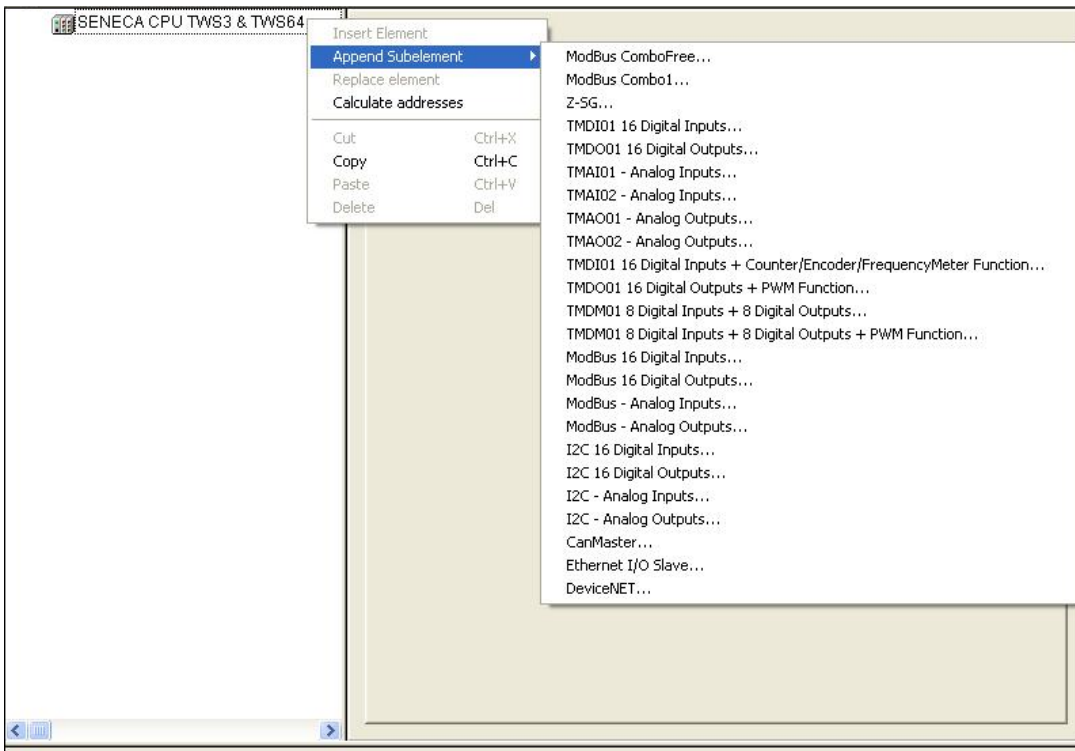 SENECA CPU TWS3 & TWS64
Insert Element
Append Subelement
Replace element
Calculate addresses
Cut Ctrl+X
Copy Ctrl+C
Paste Ctrl+V
Delete Del
ModBus ComboFree...
ModBus Combo1...
Z-SG...
TMDI01 16 Digital Inputs...
TMDO01 16 Digital Outputs...
TMAI01 - Analog Inputs...
TMAI02 - Analog Inputs...
TMAO01 - Analog Outputs...
TMAO02 - Analog Outputs...
TMDI01 16 Digital Inputs + Counter/Encoder/FrequencyMeter Function...
TMDO01 16 Digital Outputs + PWM Function...
TMDM01 8 Digital Inputs + 8 Digital Outputs...
TMDM01 8 Digital Inputs + 8 Digital Outputs + PWM Function...
ModBus 16 Digital Inputs...
ModBus 16 Digital Outputs...
ModBus - Analog Inputs...
ModBus - Analog Outputs...
I2C 16 Digital Inputs...
I2C 16 Digital Outputs...
I2C - Analog Inputs...
I2C - Analog Outputs...
CanMaster...
Ethernet I/O Slave...
DeviceNET...